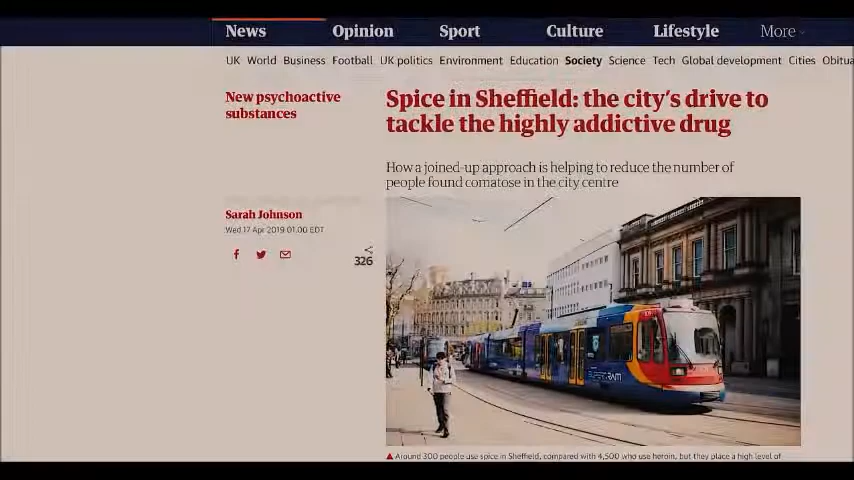 News Opinion Sport Culture Lifestyle More
UK World Business Football UK politics Environment Education Society Science Tech Global development Cities Obitua
New psychoactive
substances
Spice in Sheffield: the city's drive to
tackle the highly addictive drug
How a joined-up approach is helping to reduce the number of
people found comatose in the city centre
Sarah Johnson
Wed 17 Apr 2019 01.00 EDT
326
SUPERTRAM
Around 300 people use spice in Sheffield, compared with 4,500 who use heroin, but they place a high level of